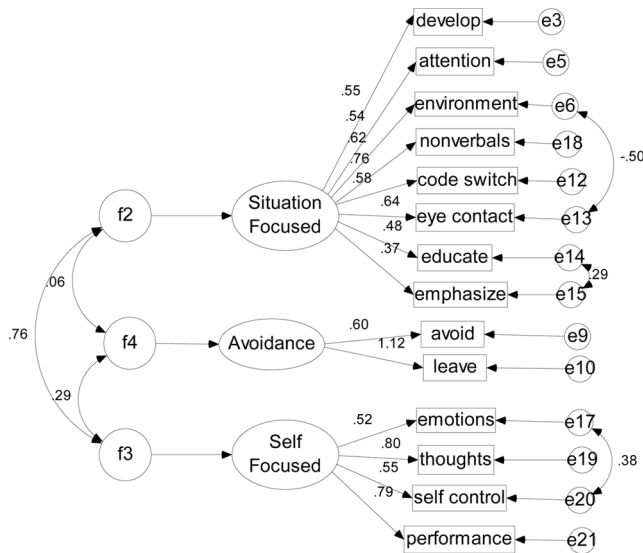 develop
e3
attention
e5
.55
.54
environment
e6
.62
nonverbals
e18
-.50
.76
.58
code switch
e12
Situation
Focused
.64
eye contact
e13
f2
.48
.37
educate
e14
.29
emphasize
e15
.06
.76
.60
avoid
e9
f4
Avoidance
1.12
leave
e10
.29
.52
emotions
e17
f3
Self
Focused
.80
thoughts
e19
.38
.55
self control
e20
.79
performance
e21